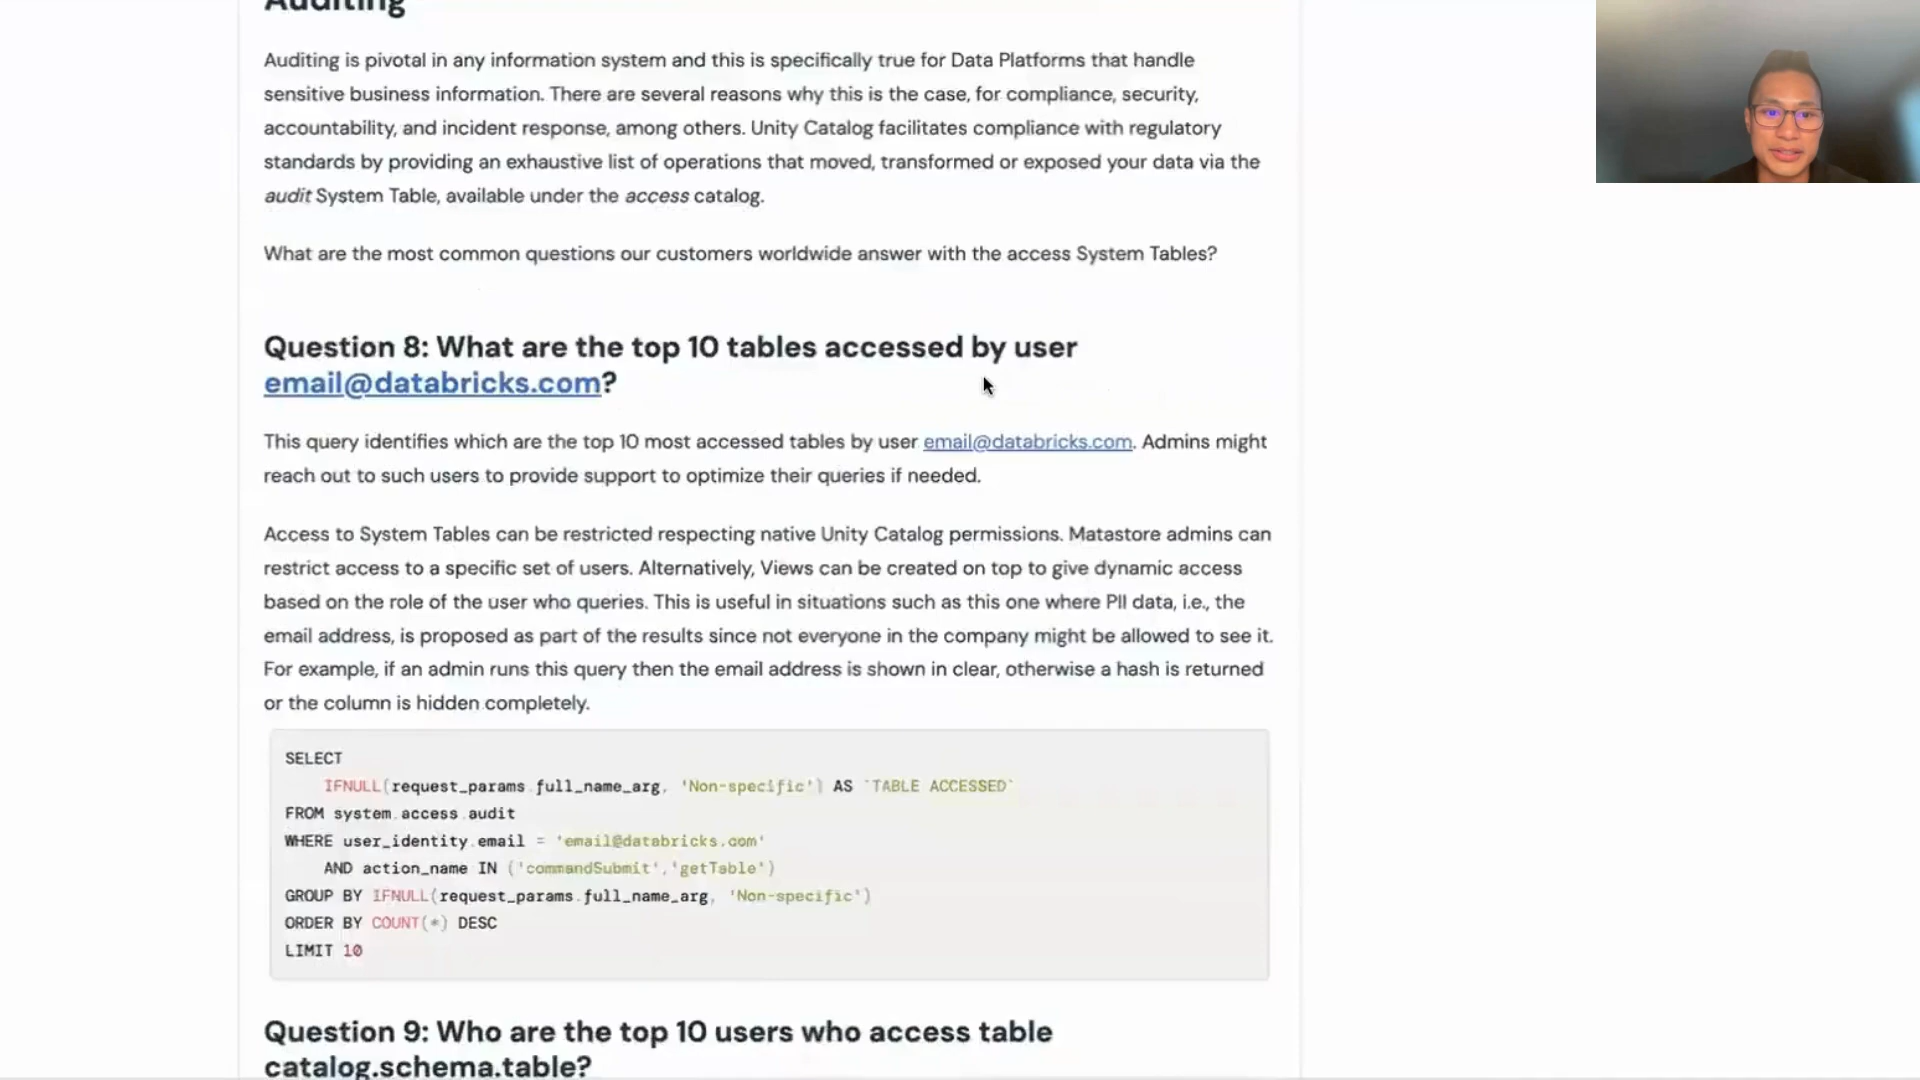 Auditing
Auditing is pivotal in any information system and this is specifically true for Data Platforms that handle
sensitive business information. There are several reasons why this is the case, for compliance, security,
accountability, and incident response, among others. Unity Catalog facilitates compliance with regulatory
standards by providing an exhaustive list of operations that moved, transformed or exposed your data via the
audit System Table, available under the access catalog.
What are the most common questions our customers worldwide answer with the access System Tables?
Question 8: What are the top 10 tables accessed by user
email@databricks.com?
This query identifies which are the top 10 most accessed tables by user email@databricks.com. Admins might
reach out to such users to provide support to optimize their queries if needed.
Access to System Tables can be restricted respecting native Unity Catalog permissions. Matastore admins can
restrict access to a specific set of users. Alternatively, Views can be created on top to give dynamic access
based on the role of the user who queries. This is useful in situations such as this one where PII data, i.e., the
email address, is proposed as part of the results since not everyone in the company might be allowed to see it.
For example, if an admin runs this query then the email address is shown in clear, otherwise a hash is returned
or the column is hidden completely.
SELECT
IFNULL(request_params.full_name_arg, 'Non-specific') AS `TABLE ACCESSED`
FROM system.access.audit
WHERE user_identity.email = 'email@databricks.com'
AND action_name IN ('commandSubmit','getTable')
GROUP BY IFNULL(request_params.full_name_arg, 'Non-specific')
ORDER BY COUNT(*) DESC
LIMIT 10
Question 9: Who are the top 10 users who access table
catalog.schema.table?